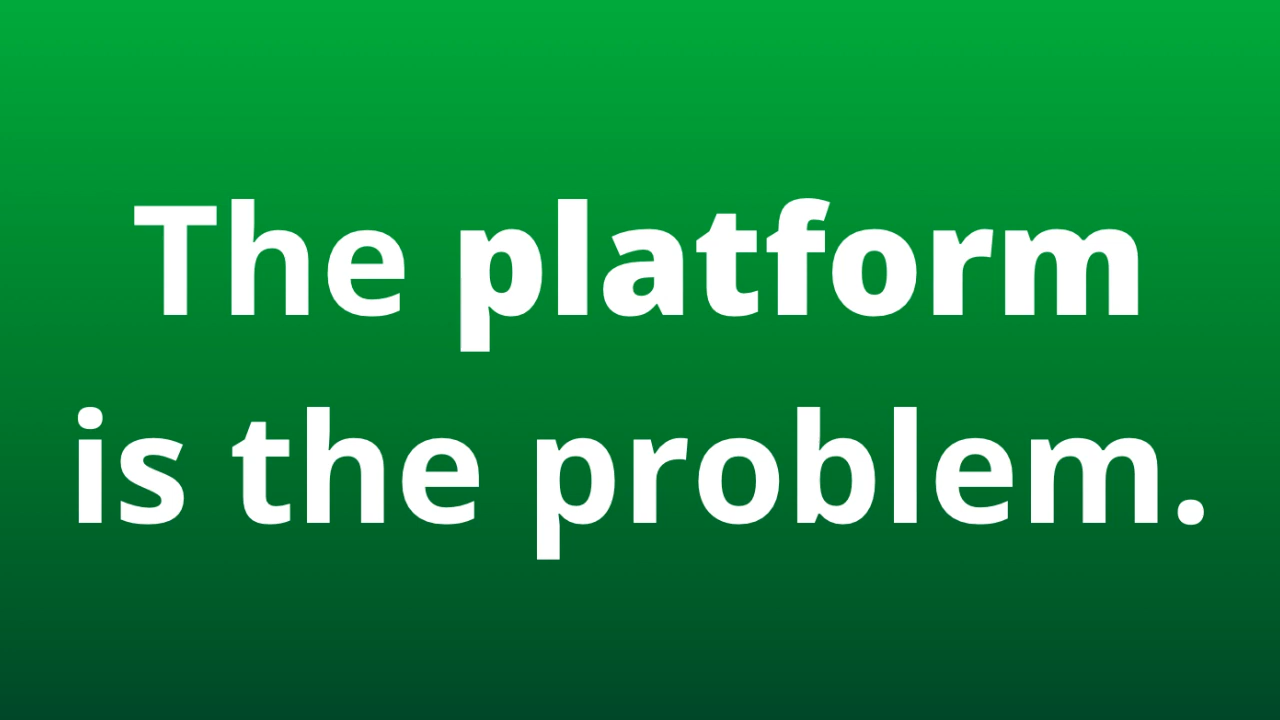 The platform
is the problem.